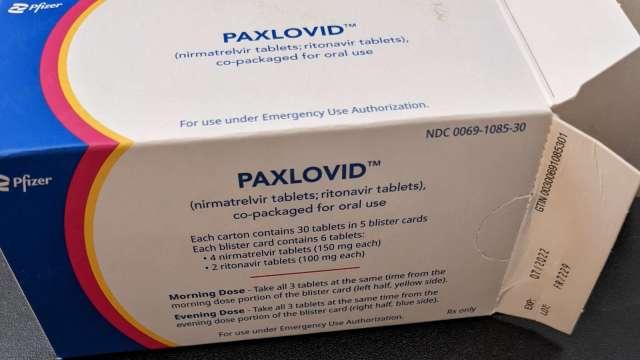 Pfizer
PAXLOVID™
(nirmatrelvir tablets; ritonavir tablets),
co-packaged for oral use
For use under Emergency Use Authorization.
NDC 0069-1085-30
Pfizer
PAXLOVID™
(nirmatrelvir tablets; ritonavir tablets),
co-packaged for oral use
Each carton contains 30 tablets in 5 blister cards
Each blister card contains 6 tablets:
• 4 nirmatrelvir tablets (150 mg each)
• 2 ritonavir tablets (100 mg each)
Morning Dose - Take all 3 tablets at the same time from the
morning dose portion of the blister card (left half, yellow side).
Evening Dose - Take all 3 tablets at the same time from the
evening dose portion of the blister card (right half, blue side).
For use under Emergency Use Authorization.
Rx only
GTIN 00300691085301
EXP: 07/2022
LOT: FR7229